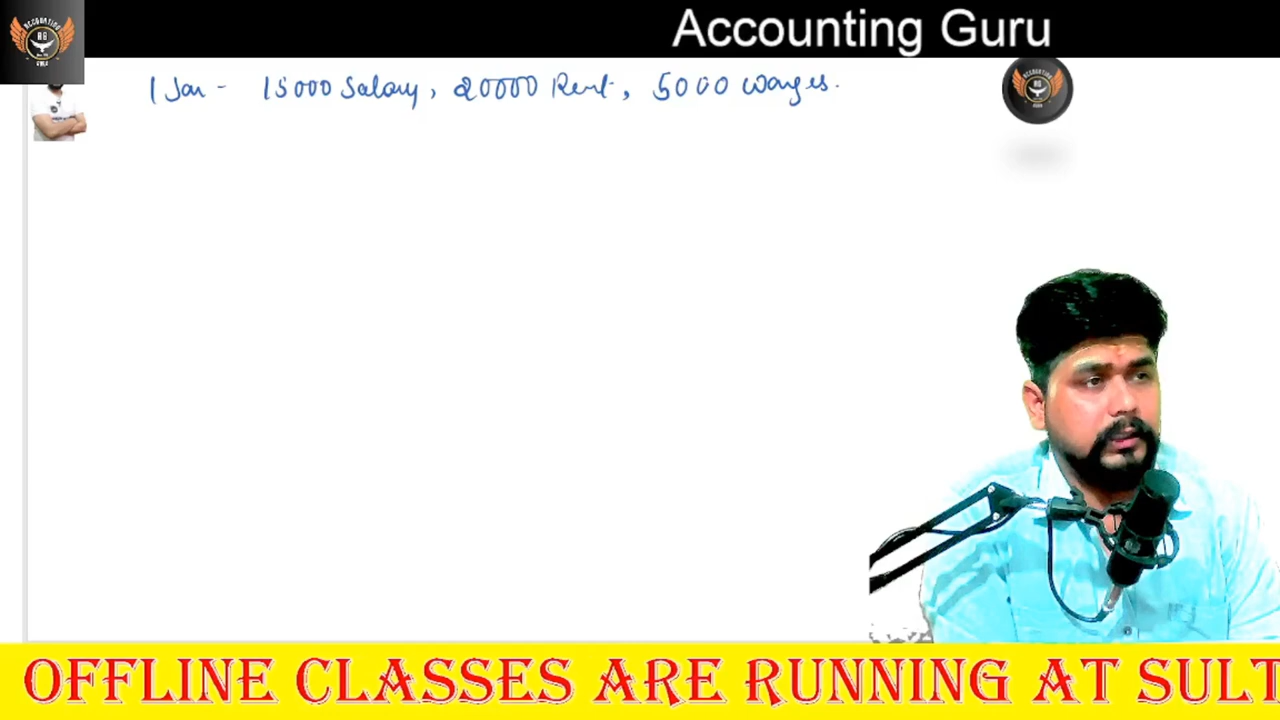 Accounting Guru
1 Jan - 15000 Salary, 20000 Rent, 5000 Wages.
OFFLINE CLASSES ARE RUNNING AT SULT